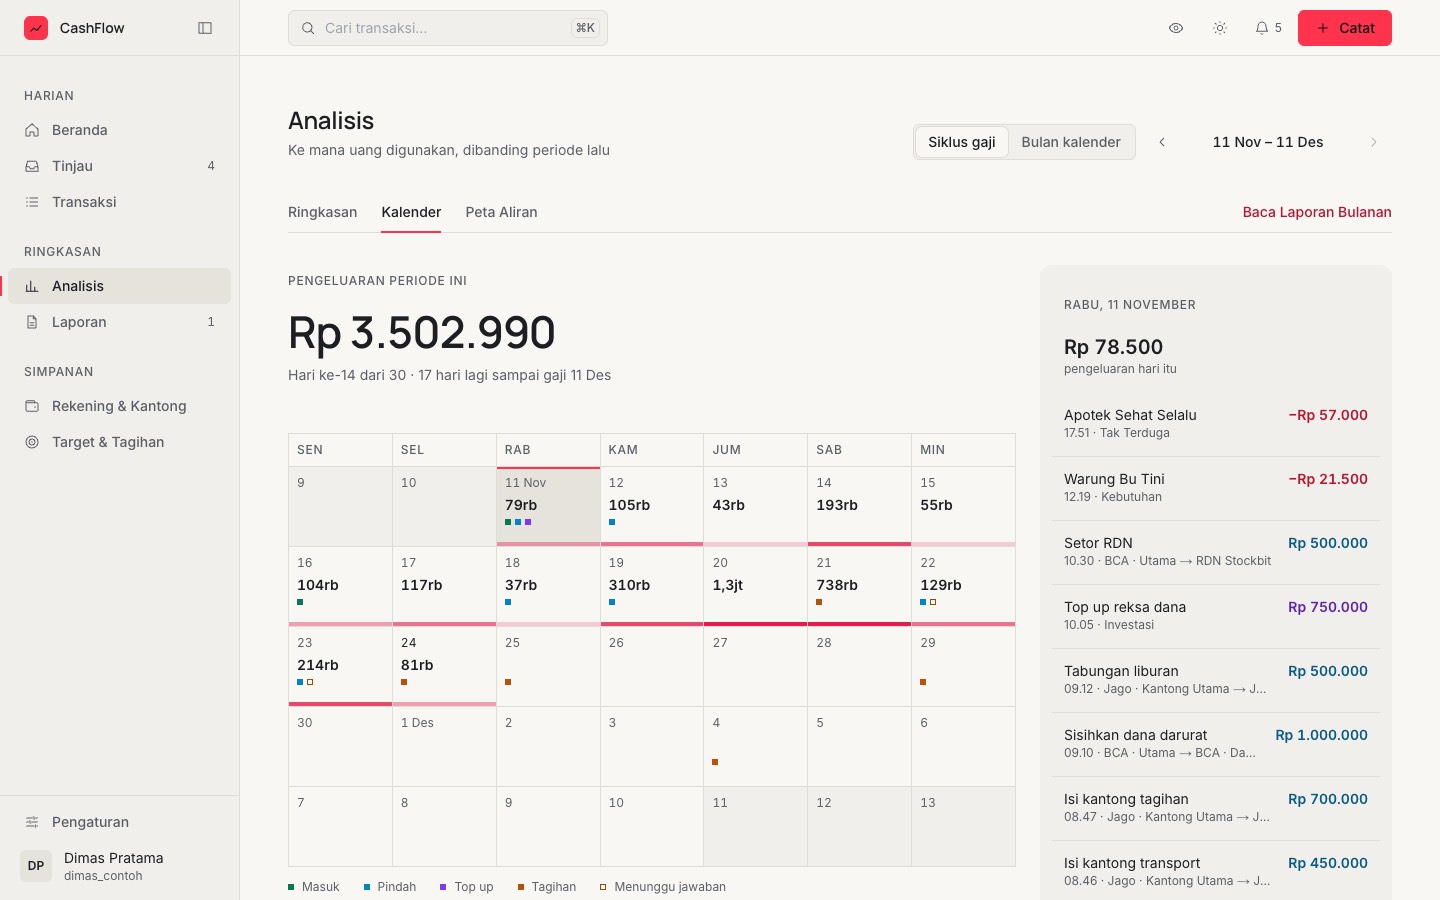 CashFlow
Cari transaksi...
⌘K
5
Catat
HARIAN
Beranda
Tinjau 4
Transaksi
RINGKASAN
Analisis
Laporan 1
SIMPANAN
Rekening & Kantong
Target & Tagihan
Pengaturan
DP
Dimas Pratama
dimas_contoh
Analisis
Ke mana uang digunakan, dibanding periode lalu
Siklus gaji
Bulan kalender
11 Nov – 11 Des
Ringkasan
Kalender
Peta Aliran
Baca Laporan Bulanan
PENGELUARAN PERIODE INI
Rp 3.502.990
Hari ke-14 dari 30 · 17 hari lagi sampai gaji 11 Des
SEN SEL RAB KAM JUM SAB MIN
9 10 11 Nov 12 13 14 15
79rb 105rb 43rb 193rb 55rb
16 17 18 19 20 21 22
104rb 117rb 37rb 310rb 1,3jt 738rb 129rb
23 24 25 26 27 28 29
214rb 81rb
30 1 Des 2 3 4 5 6
7 8 9 10 11 12 13
Masuk Pindah Top up Tagihan Menunggu jawaban
RABU, 11 NOVEMBER
Rp 78.500
pengeluaran hari itu
Apotek Sehat Selalu −Rp 57.000
17.51 · Tak Terduga
Warung Bu Tini −Rp 21.500
12.19 · Kebutuhan
Setor RDN Rp 500.000
10.30 · BCA · Utama → RDN Stockbit
Top up reksa dana Rp 750.000
10.05 · Investasi
Tabungan liburan Rp 500.000
09.12 · Jago · Kantong Utama → J...
Sisihkan dana darurat Rp 1.000.000
09.10 · BCA · Utama → BCA · Da...
Isi kantong tagihan Rp 700.000
08.47 · Jago · Kantong Utama → J...
Isi kantong transport Rp 450.000
08.46 · Jago · Kantong Utama → J...